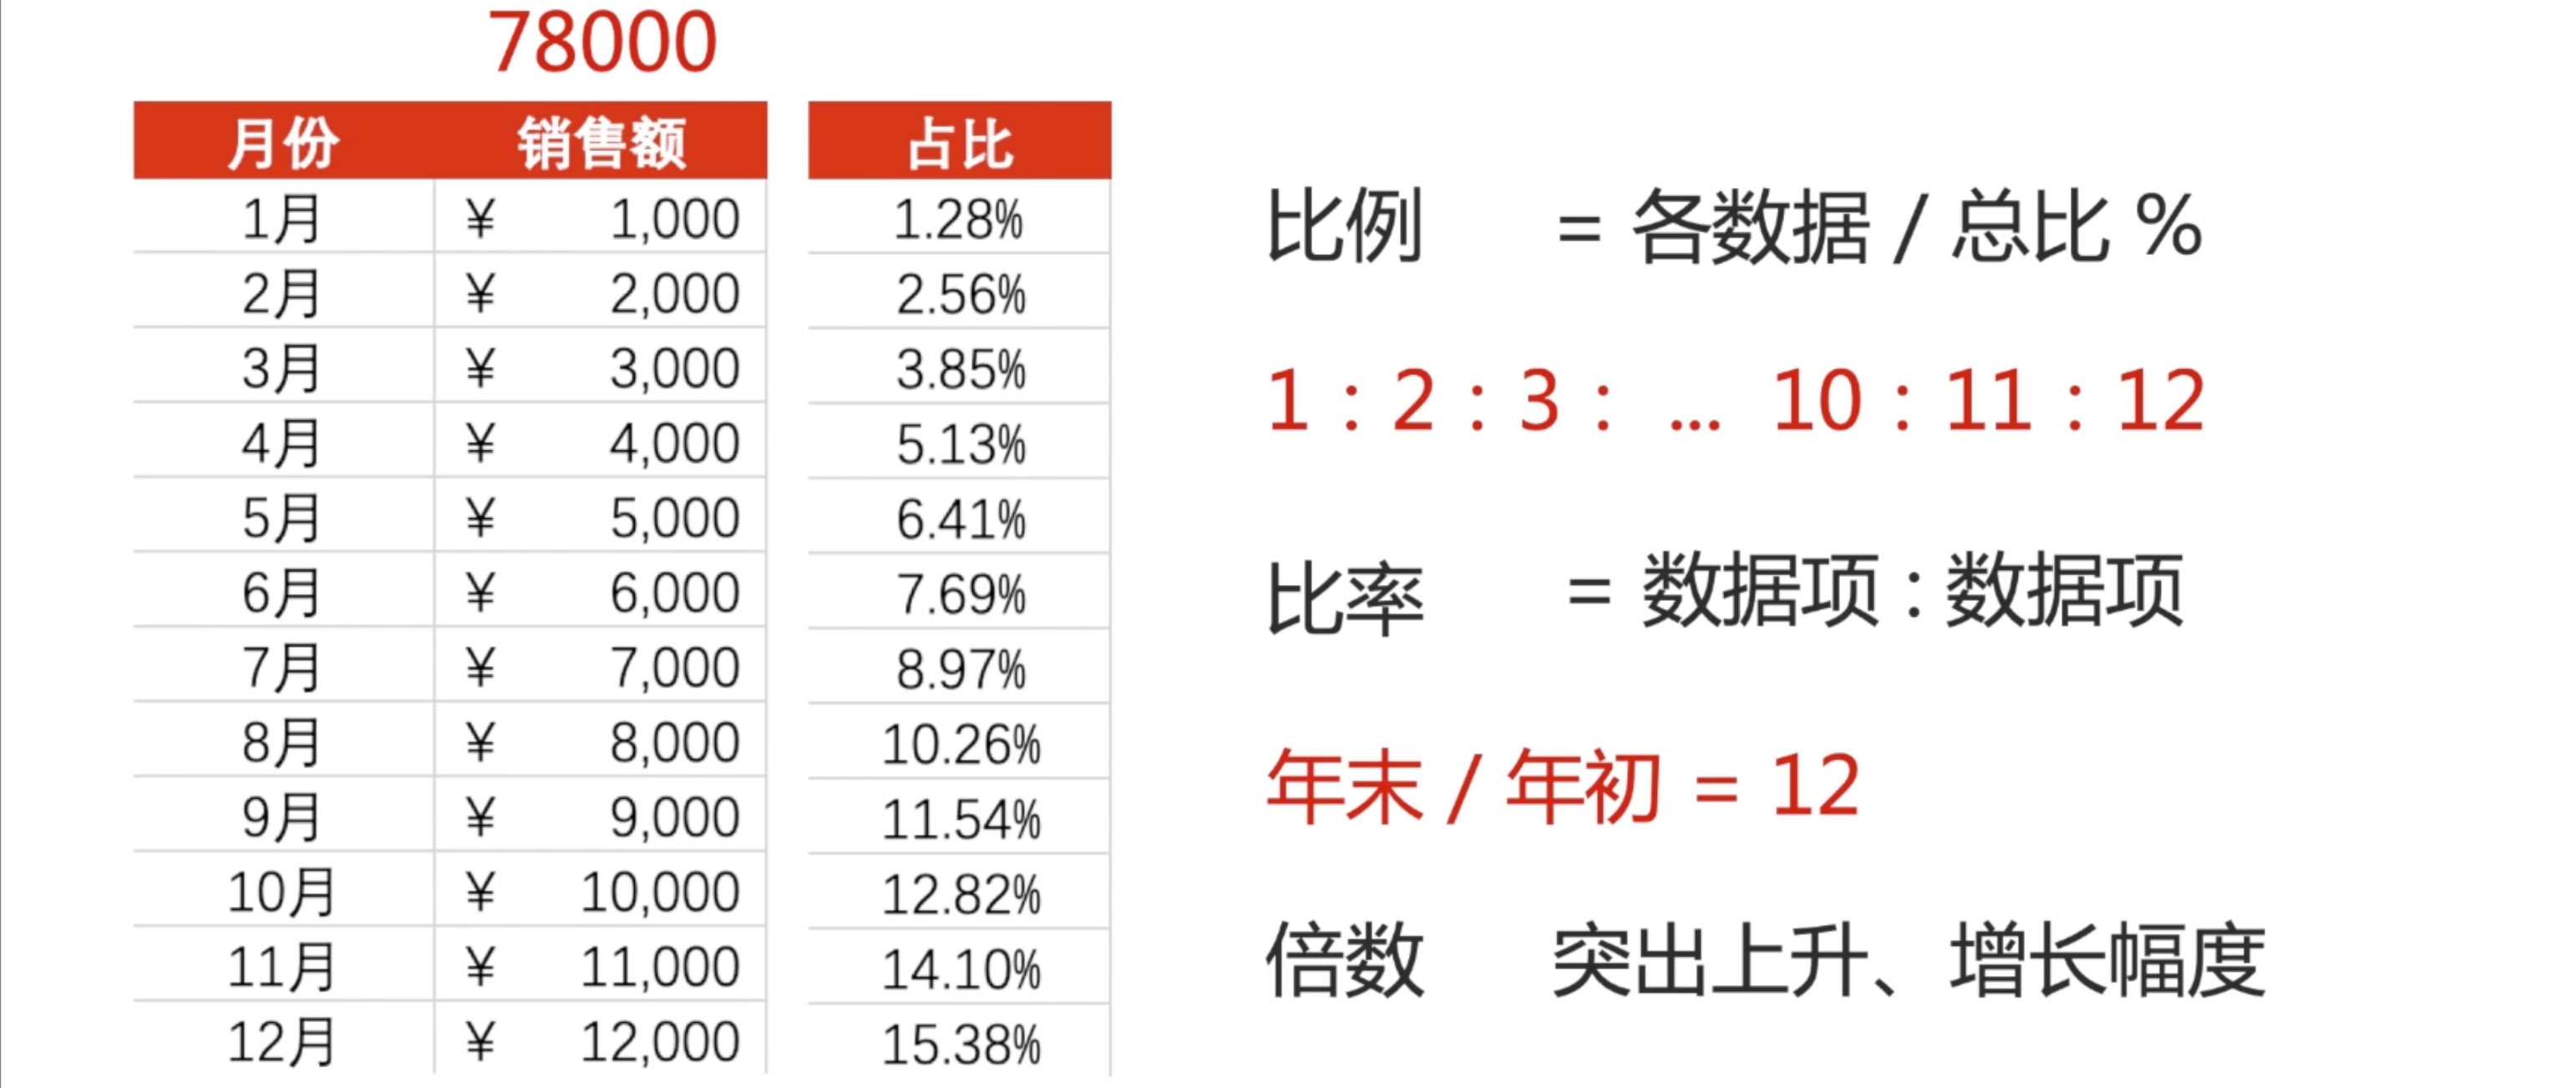 78000
月份 销售额 占比
1月 ¥ 1,000 1.28%
2月 ¥ 2,000 2.56%
3月 ¥ 3,000 3.85%
4月 ¥ 4,000 5.13%
5月 ¥ 5,000 6.41%
6月 ¥ 6,000 7.69%
7月 ¥ 7,000 8.97%
8月 ¥ 8,000 10.26%
9月 ¥ 9,000 11.54%
10月 ¥ 10,000 12.82%
11月 ¥ 11,000 14.10%
12月 ¥ 12,000 15.38%
比例 = 各数据 / 总比 %
1 : 2 : 3 : ... 10 : 11 : 12
比率 = 数据项 : 数据项
年末 / 年初 = 12
倍数 突出上升、增长幅度